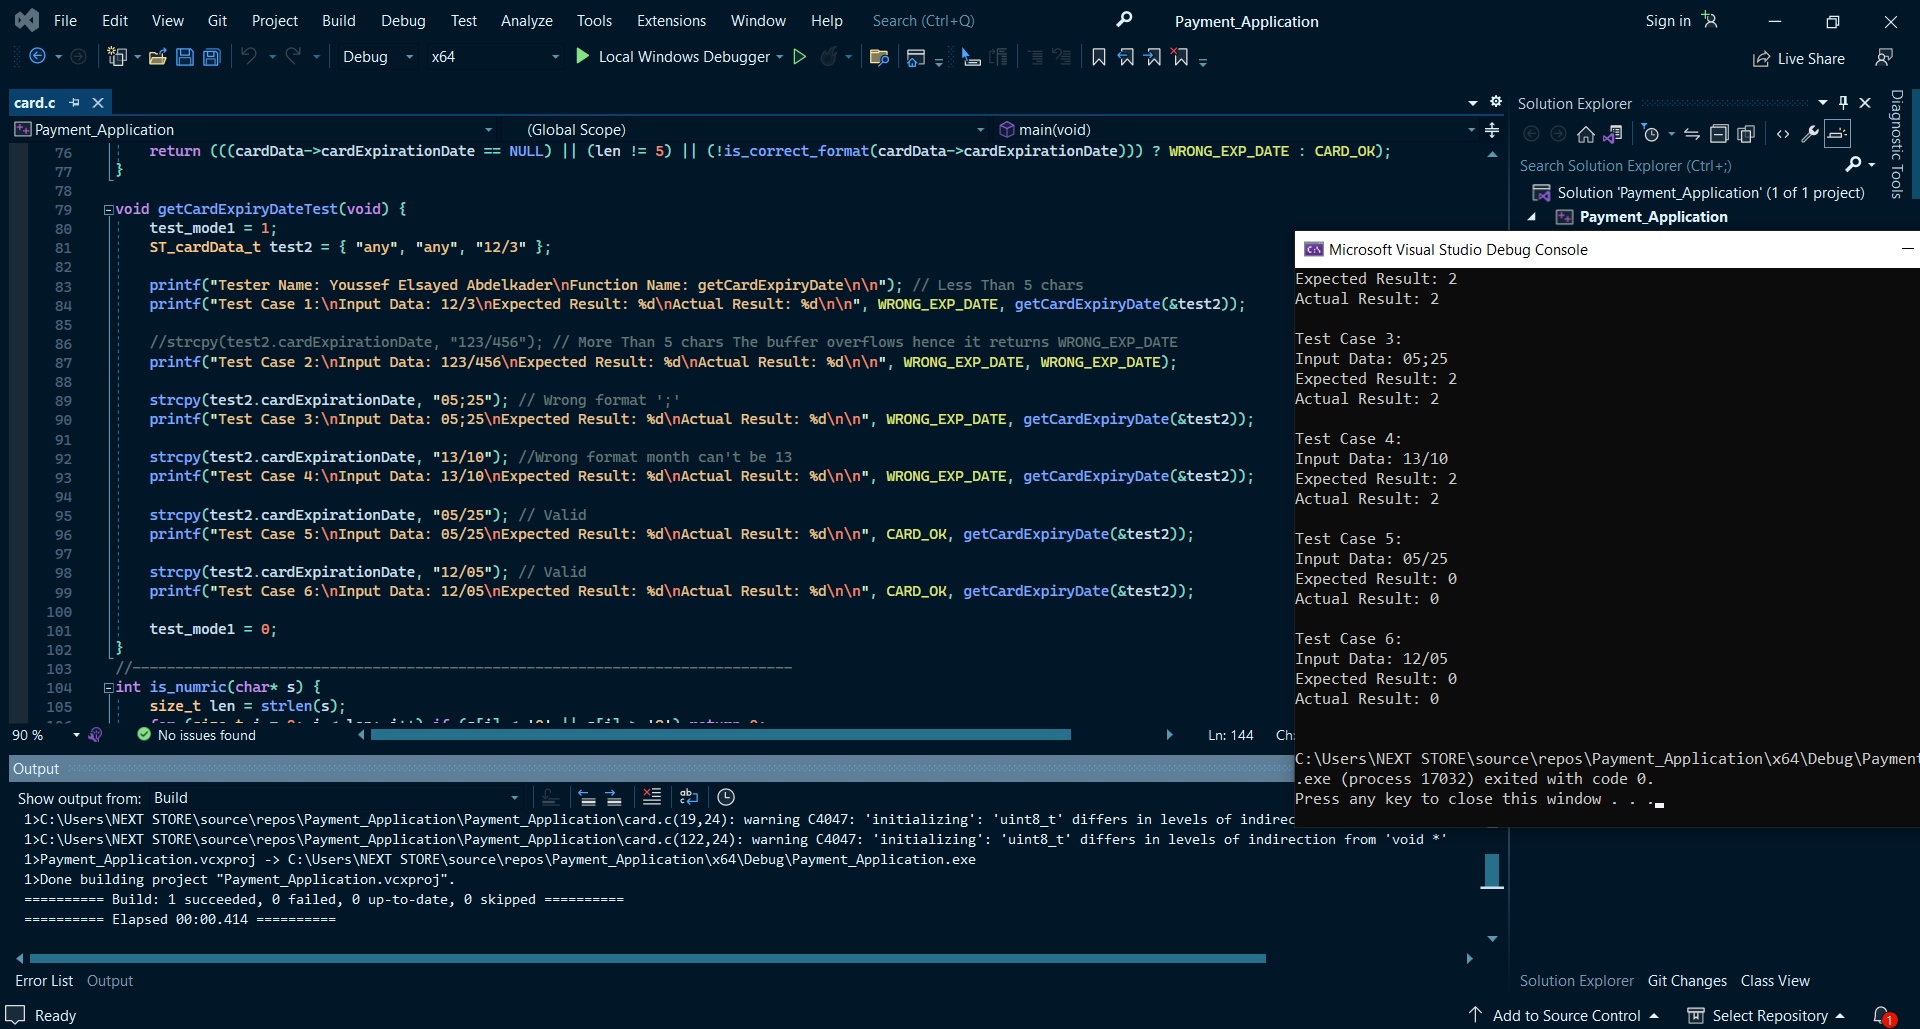 File Edit View Git Project Build Debug Test Analyze Tools Extensions Window Help Search (Ctrl+Q) Payment_Application Sign in
Debug x64 Local Windows Debugger Live Share
card.c
Payment_Application (Global Scope) main(void)
76 return (((cardData->cardExpirationDate == NULL) || (len != 5) || (!is_correct_format(cardData->cardExpirationDate))) ? WRONG_EXP_DATE : CARD_OK);
77 }
78
79 void getCardExpiryDateTest(void) {
80 test_mode1 = 1;
81 ST_cardData_t test2 = { "any", "any", "12/3" };
82
83 printf("Tester Name: Youssef Elsayed Abdelkader\nFunction Name: getCardExpiryDate\n\n"); // Less Than 5 chars
84 printf("Test Case 1:\nInput Data: 12/3\nExpected Result: %d\nActual Result: %d\n\n", WRONG_EXP_DATE, getCardExpiryDate(&test2));
85
86 //strcpy(test2.cardExpirationDate, "123/456"); // More Than 5 chars The buffer overflows hence it returns WRONG_EXP_DATE
87 printf("Test Case 2:\nInput Data: 123/456\nExpected Result: %d\nActual Result: %d\n\n", WRONG_EXP_DATE, WRONG_EXP_DATE);
88
89 strcpy(test2.cardExpirationDate, "05;25"); // Wrong format ';'
90 printf("Test Case 3:\nInput Data: 05;25\nExpected Result: %d\nActual Result: %d\n\n", WRONG_EXP_DATE, getCardExpiryDate(&test2));
91
92 strcpy(test2.cardExpirationDate, "13/10"); //Wrong format month can't be 13
93 printf("Test Case 4:\nInput Data: 13/10\nExpected Result: %d\nActual Result: %d\n\n", WRONG_EXP_DATE, getCardExpiryDate(&test2));
94
95 strcpy(test2.cardExpirationDate, "05/25"); // Valid
96 printf("Test Case 5:\nInput Data: 05/25\nExpected Result: %d\nActual Result: %d\n\n", CARD_OK, getCardExpiryDate(&test2));
97
98 strcpy(test2.cardExpirationDate, "12/05"); // Valid
99 printf("Test Case 6:\nInput Data: 12/05\nExpected Result: %d\nActual Result: %d\n\n", CARD_OK, getCardExpiryDate(&test2));
100
101 test_mode1 = 0;
102 }
103 //-----------------------------------------------------------------------------
104 int is_numric(char* s) {
105 size_t len = strlen(s);
90 % No issues found Ln: 144 Ch:
Output
Show output from: Build
1>C:\Users\NEXT STORE\source\repos\Payment_Application\Payment_Application\card.c(19,24): warning C4047: 'initializing': 'uint8_t' differs in levels of indirec
1>C:\Users\NEXT STORE\source\repos\Payment_Application\Payment_Application\card.c(122,24): warning C4047: 'initializing': 'uint8_t' differs in levels of indirection from 'void *'
1>Payment_Application.vcxproj -> C:\Users\NEXT STORE\source\repos\Payment_Application\x64\Debug\Payment_Application.exe
1>Done building project "Payment_Application.vcxproj".
========== Build: 1 succeeded, 0 failed, 0 up-to-date, 0 skipped ==========
========== Elapsed 00:00.414 ==========
Error List Output
Ready
Solution Explorer
Search Solution Explorer (Ctrl+;)
Solution 'Payment_Application' (1 of 1 project)
Payment_Application
Diagnostic Tools
Microsoft Visual Studio Debug Console
Expected Result: 2
Actual Result: 2
Test Case 3:
Input Data: 05;25
Expected Result: 2
Actual Result: 2
Test Case 4:
Input Data: 13/10
Expected Result: 2
Actual Result: 2
Test Case 5:
Input Data: 05/25
Expected Result: 0
Actual Result: 0
Test Case 6:
Input Data: 12/05
Expected Result: 0
Actual Result: 0
C:\Users\NEXT STORE\source\repos\Payment_Application\x64\Debug\Payment
.exe (process 17032) exited with code 0.
Press any key to close this window . . .
Solution Explorer Git Changes Class View
Add to Source Control Select Repository 1